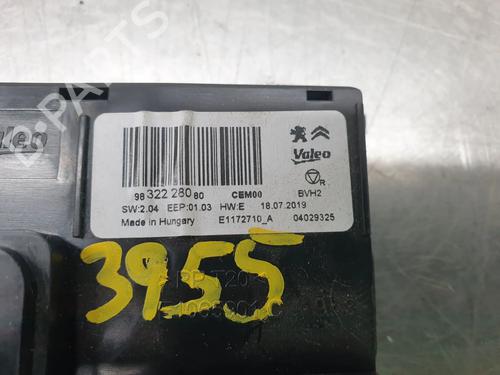 Valeo
Valeo
98 322 280 80 CEM00 BVH2
SW:2.04 EEP:01.03 HW:E 18.07.2019
Made in Hungary E1172710_A 04029325
3955